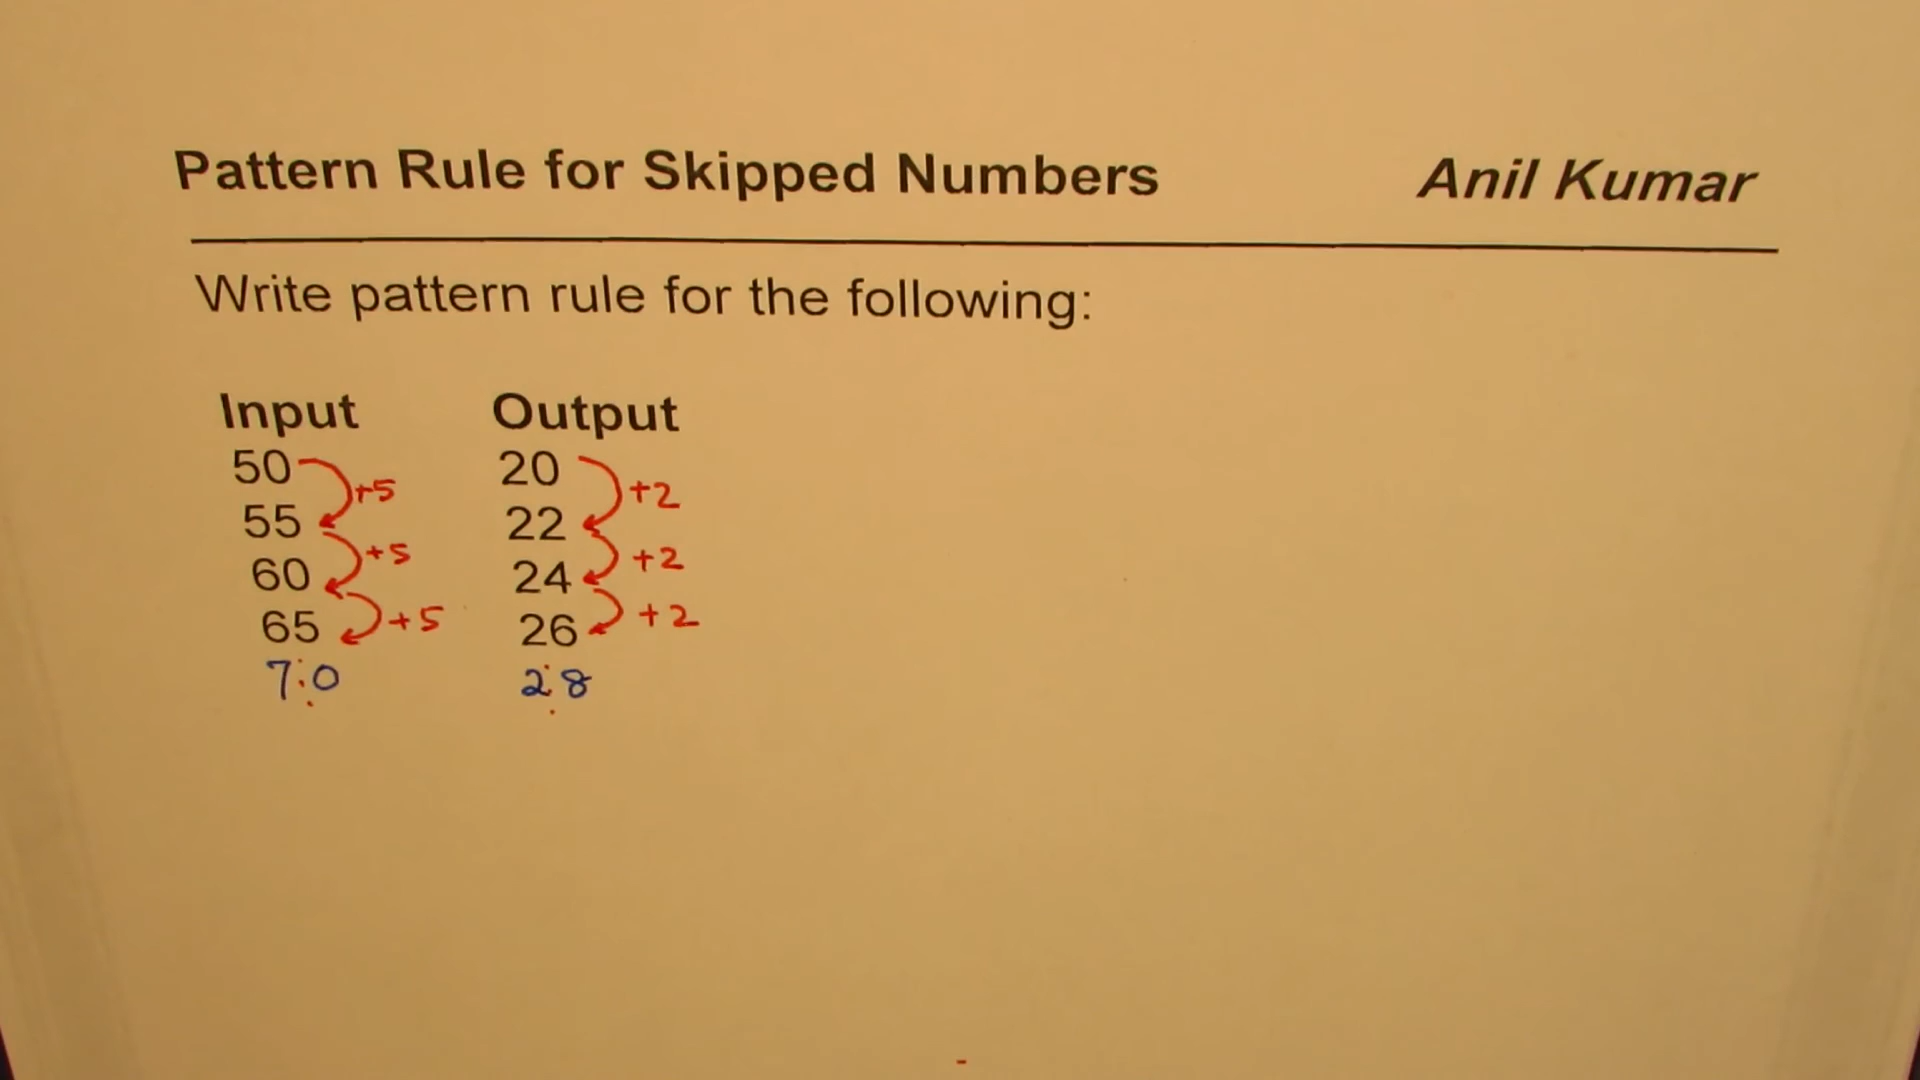 Pattern Rule for Skipped Numbers Anil Kumar
Write pattern rule for the following:
Input Output
50 +5 20 +2
55 +5 22 +2
60 +5 24 +2
65 26
70 28